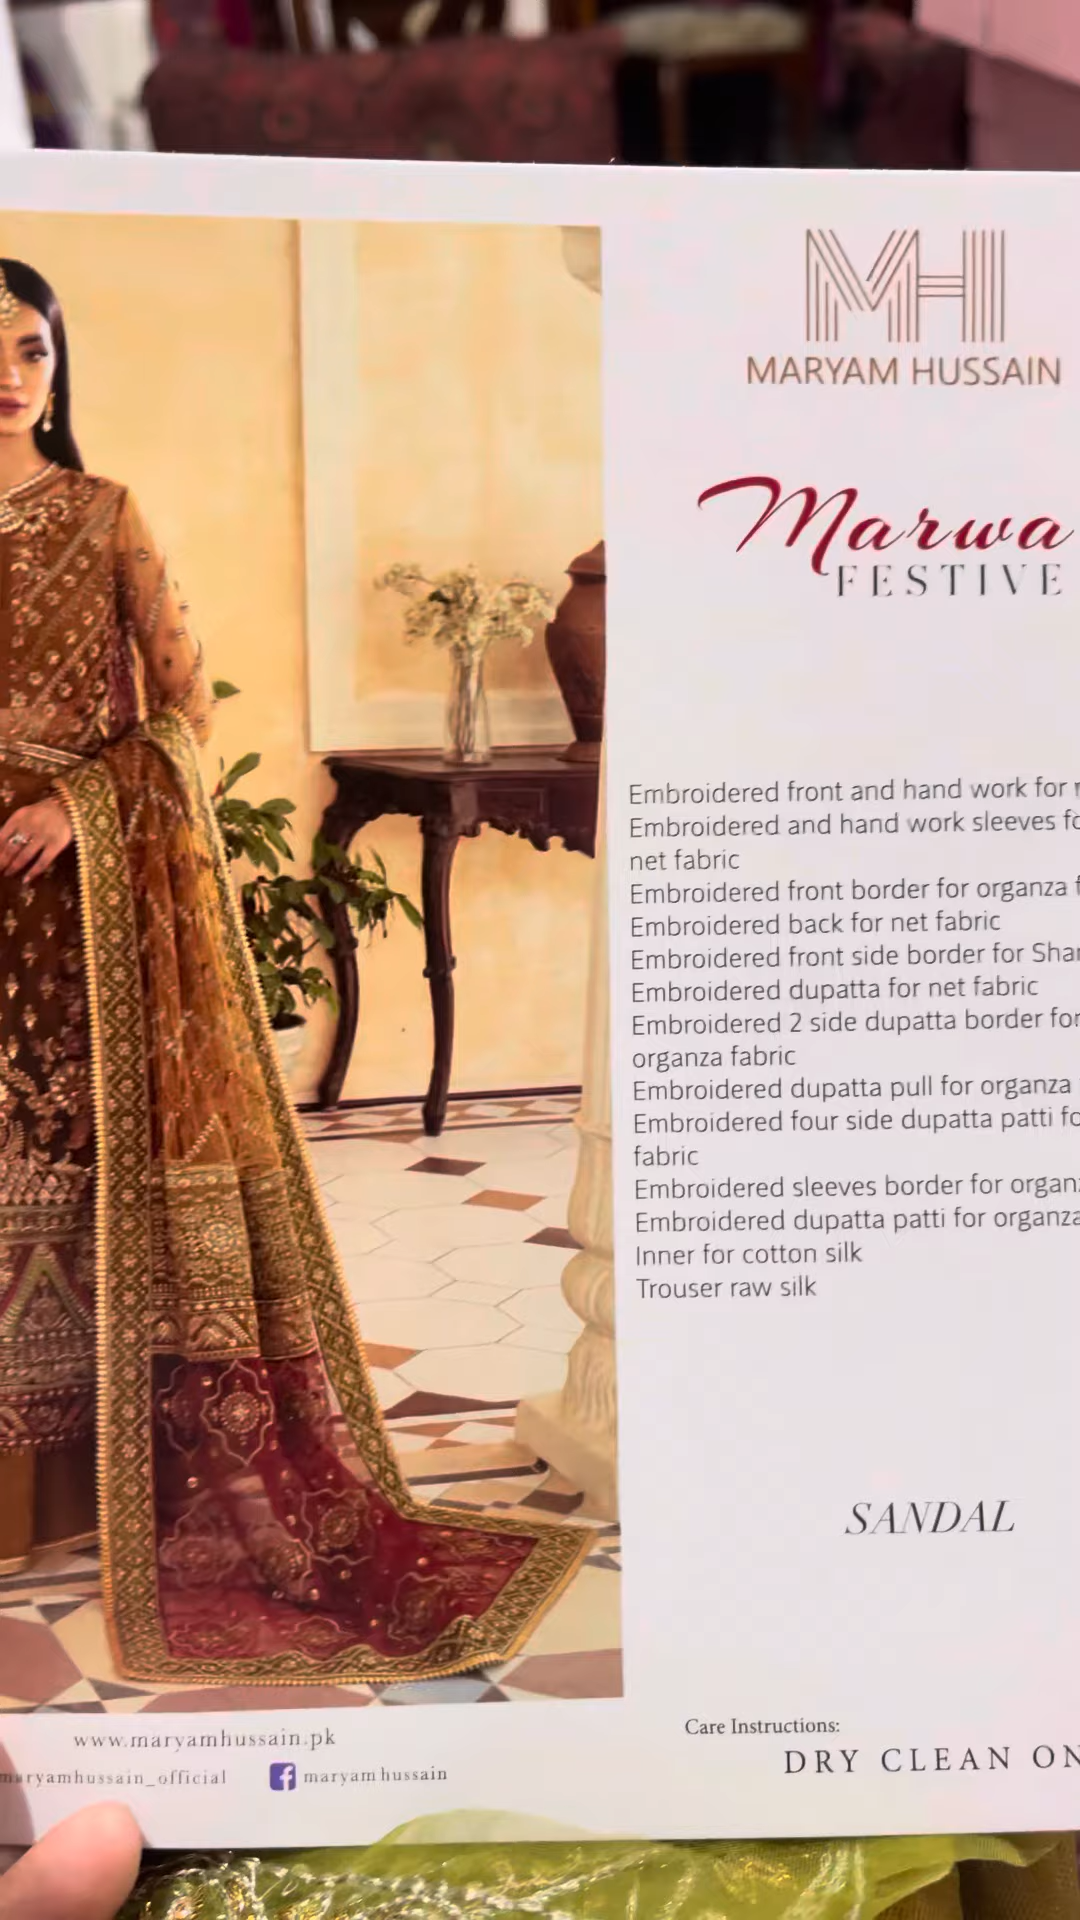 MH
MARYAM HUSSAIN
Marwa
FESTIVE
Embroidered front and hand work for
Embroidered and hand work sleeves
net fabric
Embroidered front border for organza
Embroidered back for net fabric
Embroidered front side border for
Embroidered dupatta for net fabric
Embroidered 2 side dupatta border for
organza fabric
Embroidered dupatta pull for organza
Embroidered four side dupatta patti
fabric
Embroidered sleeves border for
Embroidered dupatta patti for organza
Inner for cotton silk
Trouser raw silk
SANDAL
Care Instructions:
DRY CLEAN
www.maryamhussain.pk
maryamhussain_official
maryamhussain